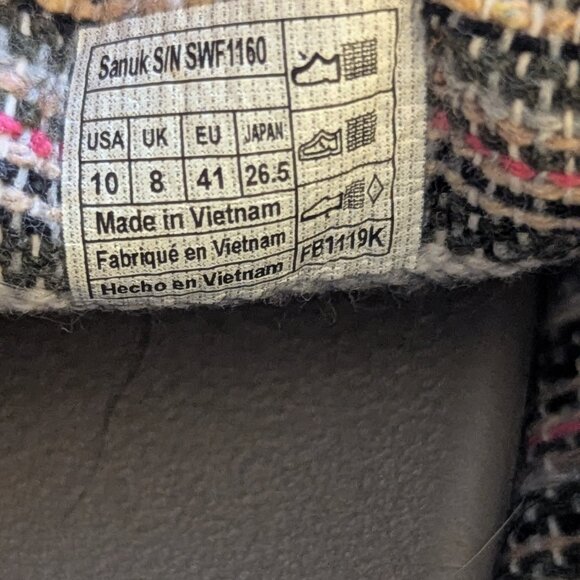 Sanuk S/N SWF1160
USA UK EU JAPAN
10 8 41 26.5
Made in Vietnam
Fabriqué en Vietnam
Hecho en Vietnam
FB1119K